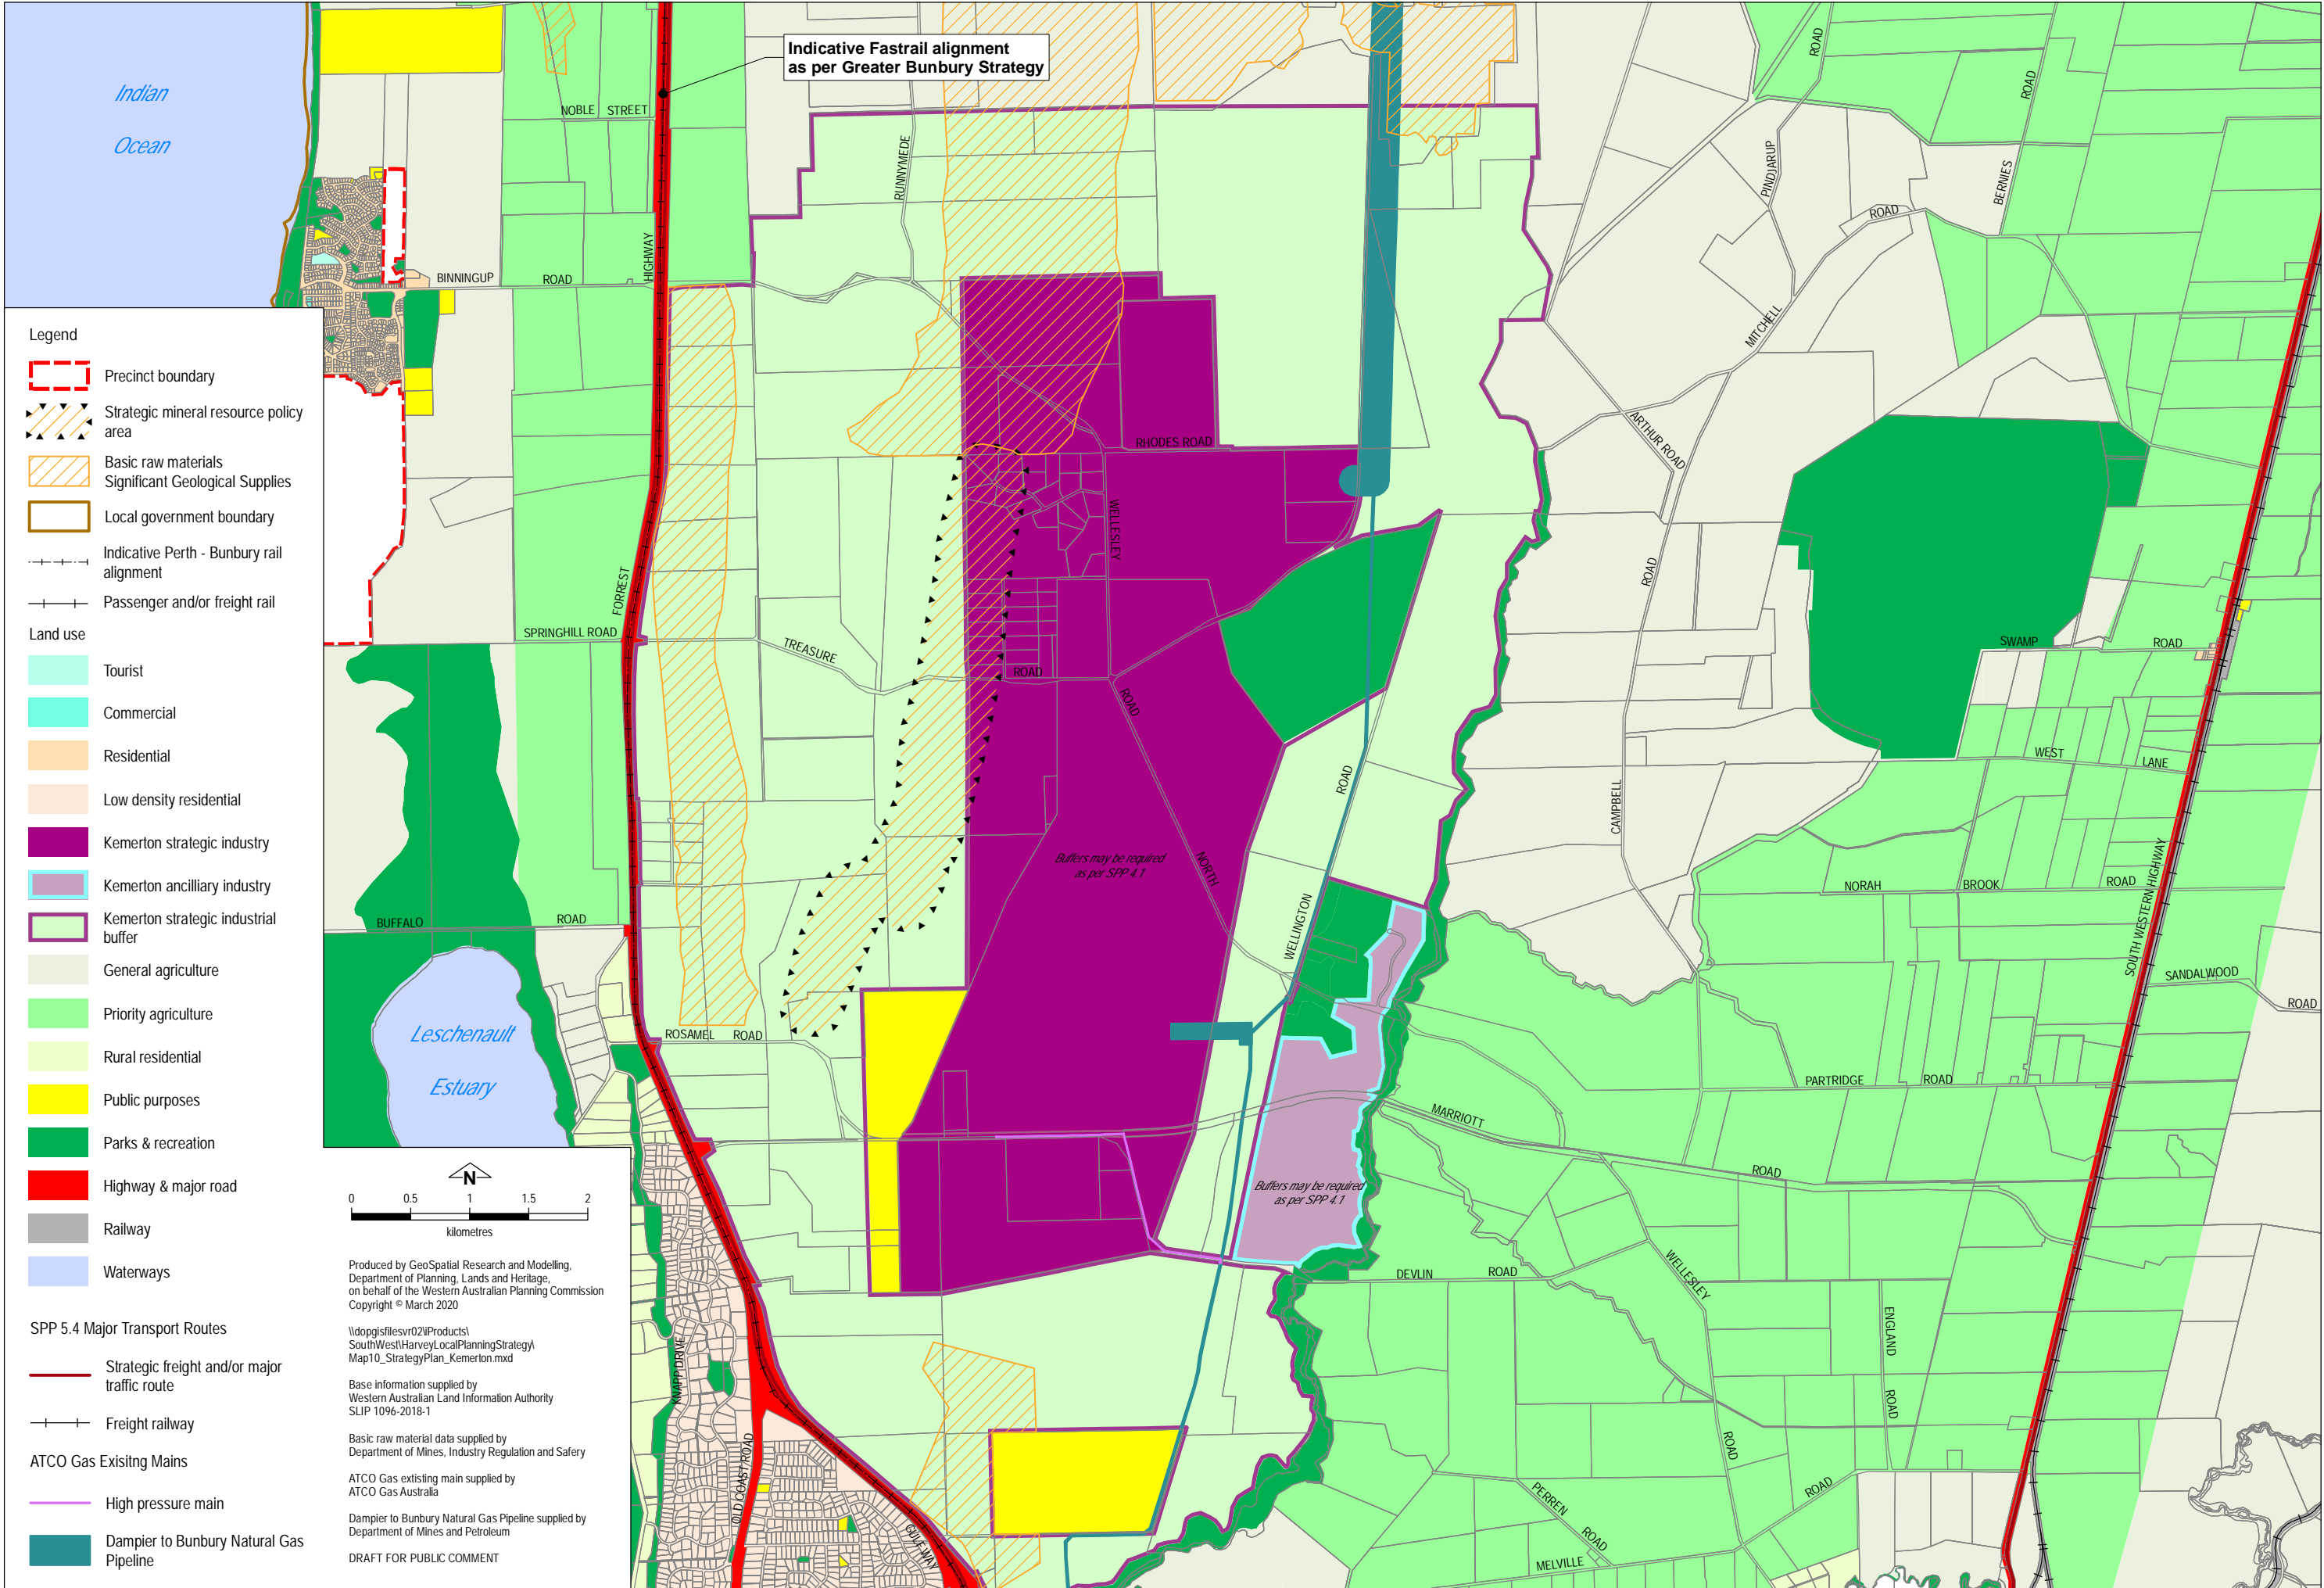 Indicative Fastrail alignment
as per Greater Bunbury Strategy
Indian
Ocean
NOBLE STREET
RUNNYMEDE
HIGHWAY
BINNINGUP ROAD
ROAD
PINDJARUP
ROAD
BERNIES
ROAD
MITCHELL
ARTHUR ROAD
RHODES ROAD
WELLESLEY
FORREST
SPRINGHILL ROAD
TREASURE
ROAD
ROAD
ROAD
SWAMP ROAD
WEST LANE
ROAD
CAMPBELL
Buffers may be required
as per SPP 4.1
NORTH
NORAH BROOK ROAD
SOUTH WESTERN HIGHWAY
SANDALWOOD
ROAD
BUFFALO ROAD
WELLINGTON
Leschenault
Estuary
ROSAMEL ROAD
PARTRIDGE ROAD
MARRIOTT
ROAD
Buffers may be required
as per SPP 4.1
DEVLIN ROAD
WELLESLEY
ENGLAND
ROAD
ROAD
KNAPP DRIVE
OLD COAST ROAD
GULF WAY
PERREN
ROAD
ROAD
MELVILLE
Legend
Precinct boundary
Strategic mineral resource policy
area
Basic raw materials
Significant Geological Supplies
Local government boundary
Indicative Perth - Bunbury rail
alignment
Passenger and/or freight rail
Land use
Tourist
Commercial
Residential
Low density residential
Kemerton strategic industry
Kemerton ancilliary industry
Kemerton strategic industrial
buffer
General agriculture
Priority agriculture
Rural residential
Public purposes
Parks & recreation
Highway & major road
Railway
Waterways
SPP 5.4 Major Transport Routes
Strategic freight and/or major
traffic route
Freight railway
ATCO Gas Exisitng Mains
High pressure main
Dampier to Bunbury Natural Gas
Pipeline
N
0 0.5 1 1.5 2
kilometres
Produced by GeoSpatial Research and Modelling,
Department of Planning, Lands and Heritage,
on behalf of the Western Australian Planning Commission
Copyright © March 2020
\\dopgisfilesvr02\iProducts\
SouthWest\HarveyLocalPlanningStrategy\
Map10_StrategyPlan_Kemerton.mxd
Base information supplied by
Western Australian Land Information Authority
SLIP 1096-2018-1
Basic raw material data supplied by
Department of Mines, Industry Regulation and Safery
ATCO Gas extisting main supplied by
ATCO Gas Australia
Dampier to Bunbury Natural Gas Pipeline supplied by
Department of Mines and Petroleum
DRAFT FOR PUBLIC COMMENT